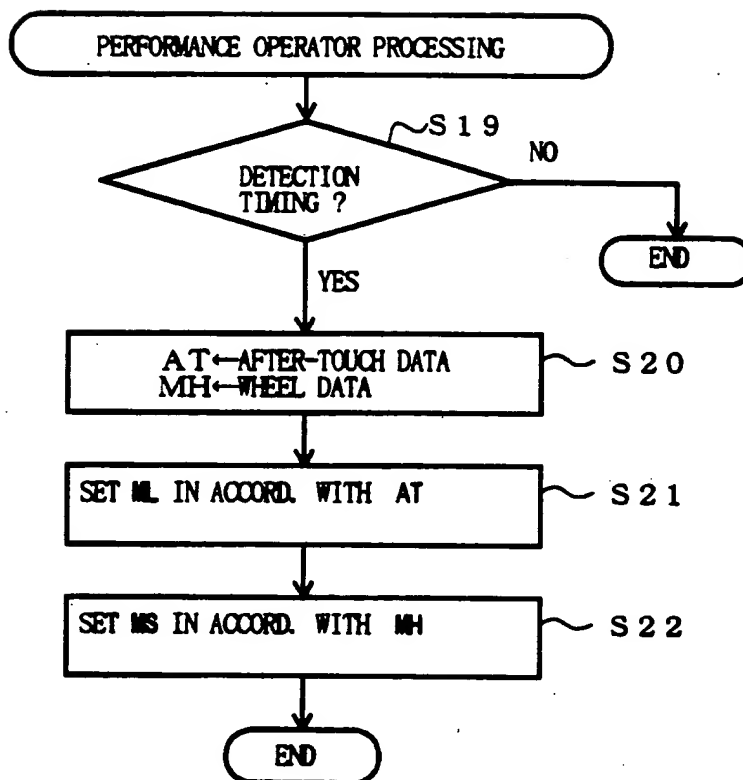 PERFORMANCE OPERATOR PROCESSING
S19
DETECTION
TIMING ?
NO
END
YES
AT←AFTER-TOUCH DATA
MH←WHEEL DATA
S20
SET ML IN ACCORD. WITH AT
S21
SET MS IN ACCORD. WITH MH
S22
END